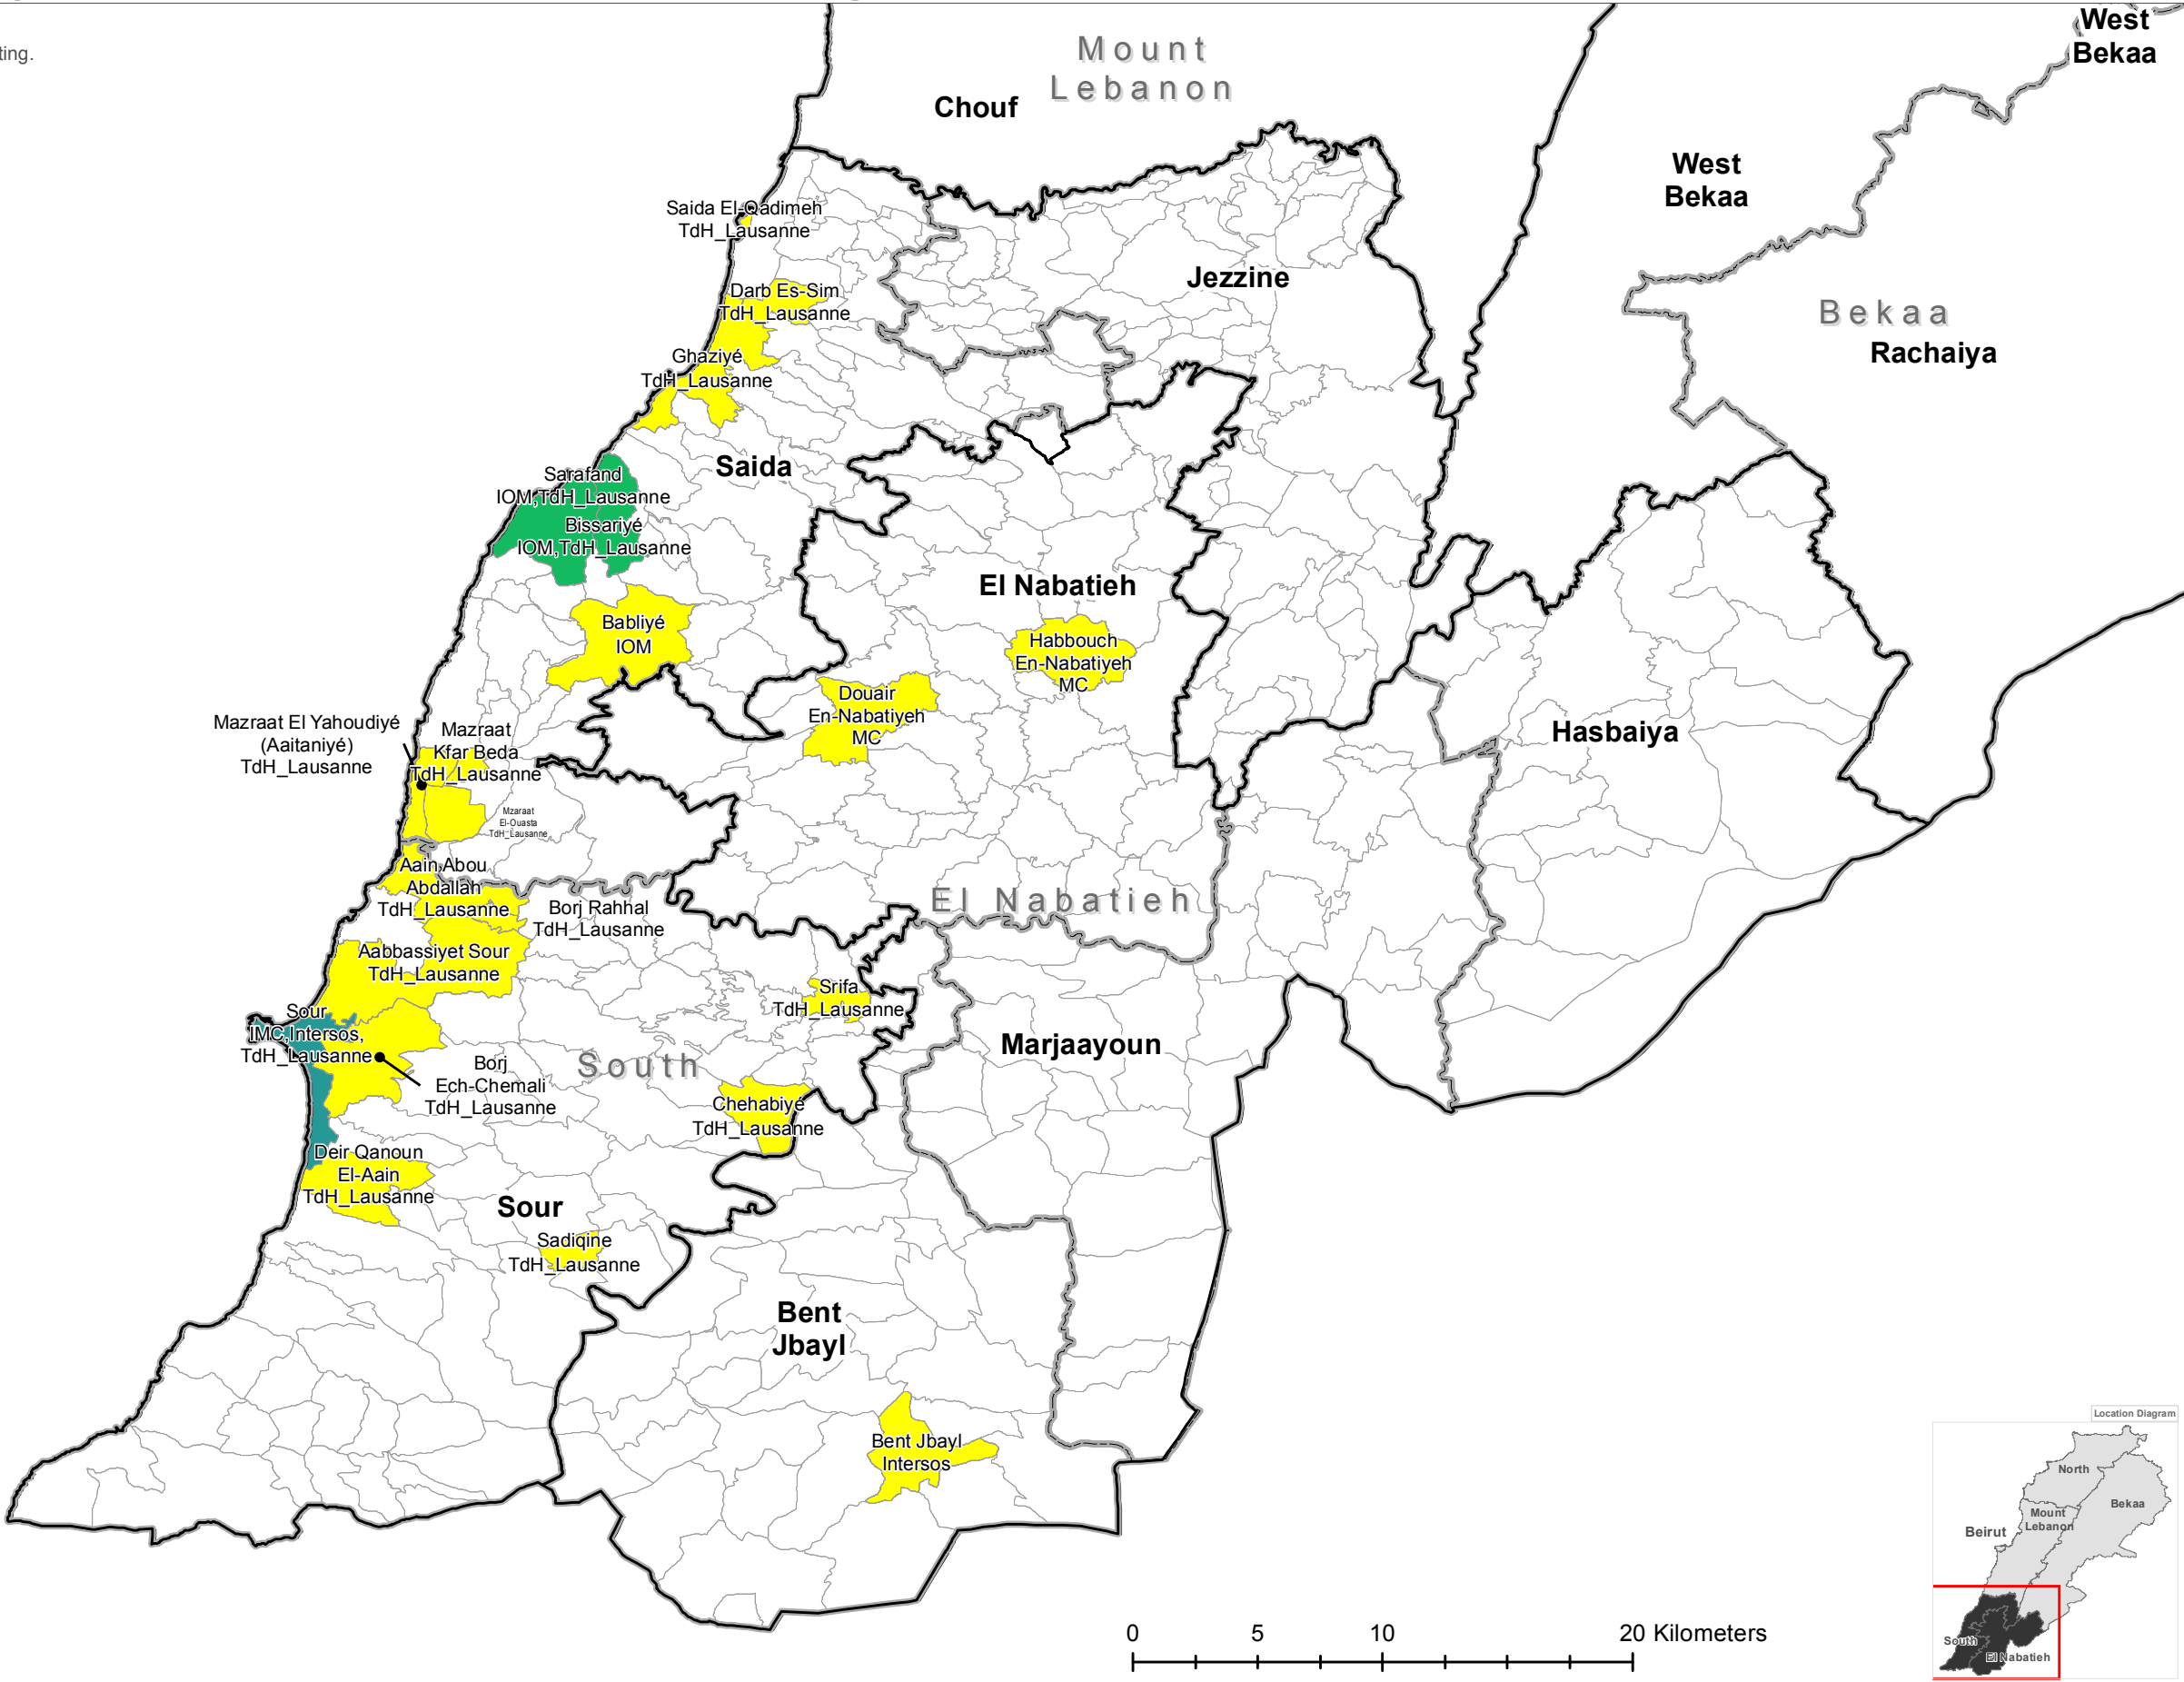 ting.
Mount
Lebanon
Chouf
West
Bekaa
West
Bekaa
Bekaa
Rachaiya
Saida El-Qadimeh
TdH_Lausanne
Jezzine
Darb Es-Sim
TdH_Lausanne
Ghaziyé
TdH_Lausanne
Saida
Sarafand
IOM,TdH_Lausanne
Bissariyé
IOM,TdH_Lausanne
El Nabatieh
Babliyé
IOM
Habbouch
En-Nabatiyeh
MC
Douair
En-Nabatiyeh
MC
Hasbaiya
Mazraat El Yahoudiyé
(Aaitaniyé)
TdH_Lausanne
Mazraat
Kfar Beda
TdH_Lausanne
Mzaraat
El-Ouasta
TdH_Lausanne
Aain Abou
Abdallah
TdH_Lausanne
Borj Rahhal
TdH_Lausanne
El Nabatieh
Aabbassiyet Sour
TdH_Lausanne
Srifa
TdH_Lausanne
Sour
IMC,Intersos,
TdH_Lausanne
Borj
Ech-Chemali
TdH_Lausanne
South
Marjaayoun
Chehabiyé
TdH_Lausanne
Deir Qanoun
El-Aain
TdH_Lausanne
Sour
Sadiqine
TdH_Lausanne
Bent
Jbayl
Bent Jbayl
Intersos
0 5 10 20 Kilometers
Location Diagram
North
Bekaa
Mount
Lebanon
Beirut
South
El Nabatieh